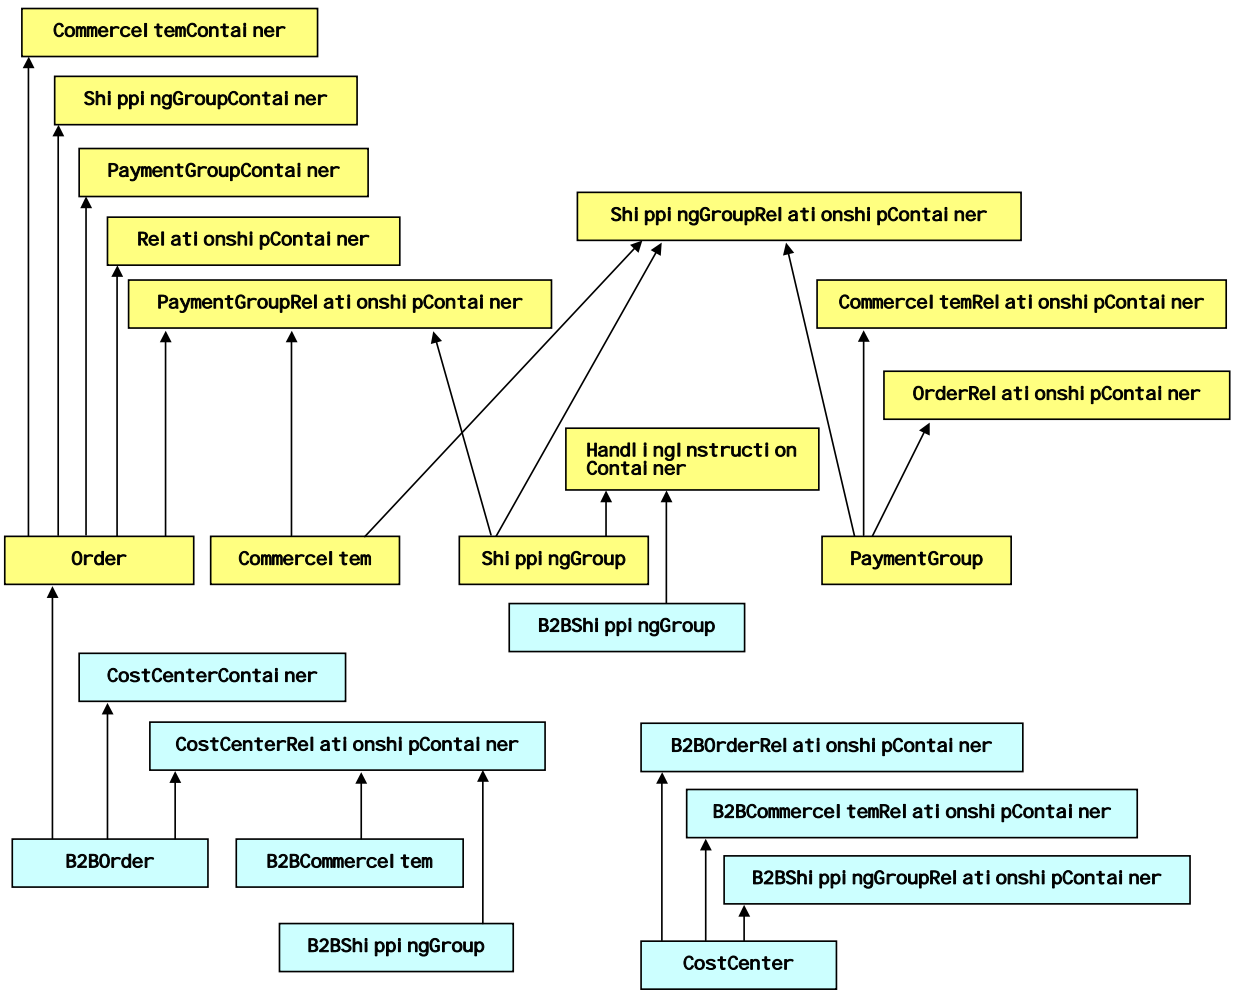 CommerceItemContainer
ShippingGroupContainer
PaymentGroupContainer
ShippingGroupRelationshipContainer
RelationshipContainer
PaymentGroupRelationshipContainer
CommerceItemRelationshipContainer
OrderRelationshipContainer
HandlingInstruction
Container
Order
CommerceItem
ShippingGroup
PaymentGroup
B2BShippingGroup
CostCenterContainer
CostCenterRelationshipContainer
B2BOrderRelationshipContainer
B2BCommerceItemRelationshipContainer
B2BOrder
B2BCommerceItem
B2BShippingGroupRelationshipContainer
B2BShippingGroup
CostCenter